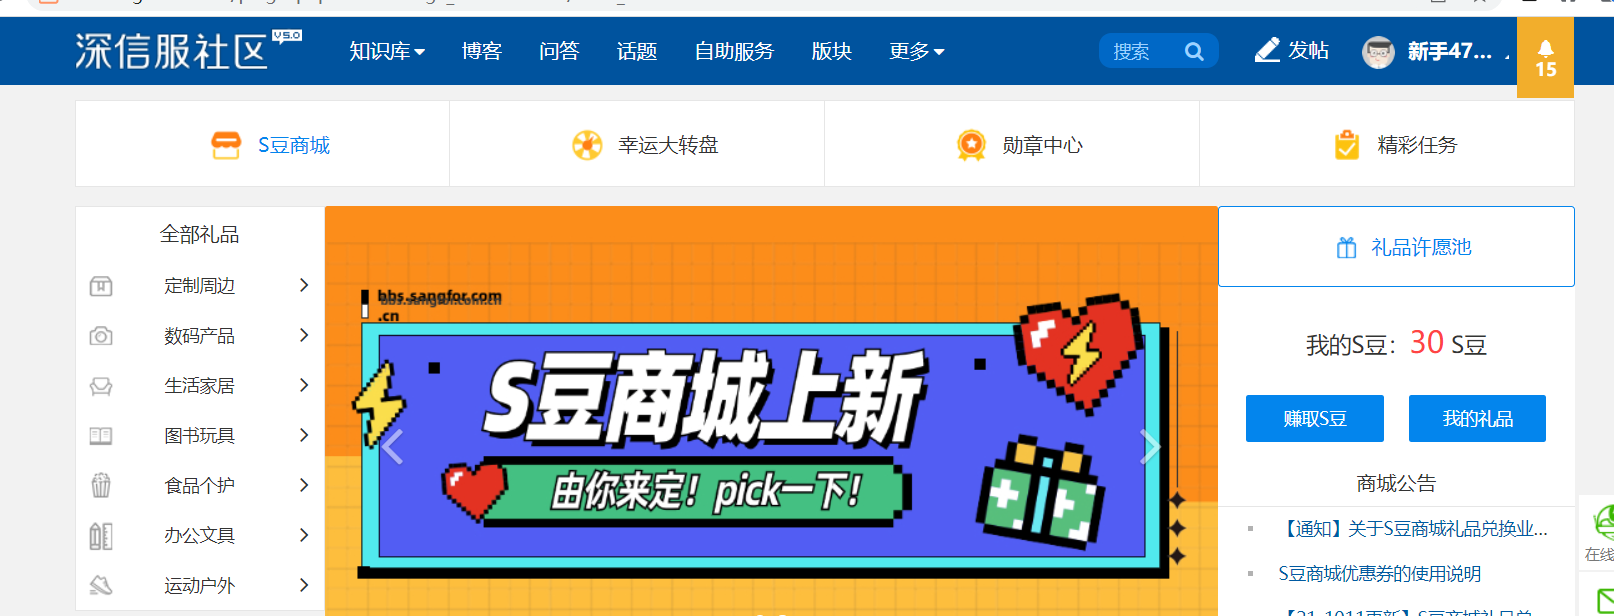 深信服社区 V5.0 知识库 博客 问答 话题 自助服务 版块 更多 搜索 发帖 新手47... 15
S豆商城 幸运大转盘 勋章中心 精彩任务
全部礼品
定制周边
数码产品
生活家居
图书玩具
食品个护
办公文具
运动户外
bbs.sangfor.com
.cn
bbs.sangfor.com.cn
S豆商城上新
由你来定！pick一下！
礼品许愿池
我的S豆： 30 S豆
赚取S豆 我的礼品
商城公告
【通知】关于S豆商城礼品兑换业...
S豆商城优惠券的使用说明
在线